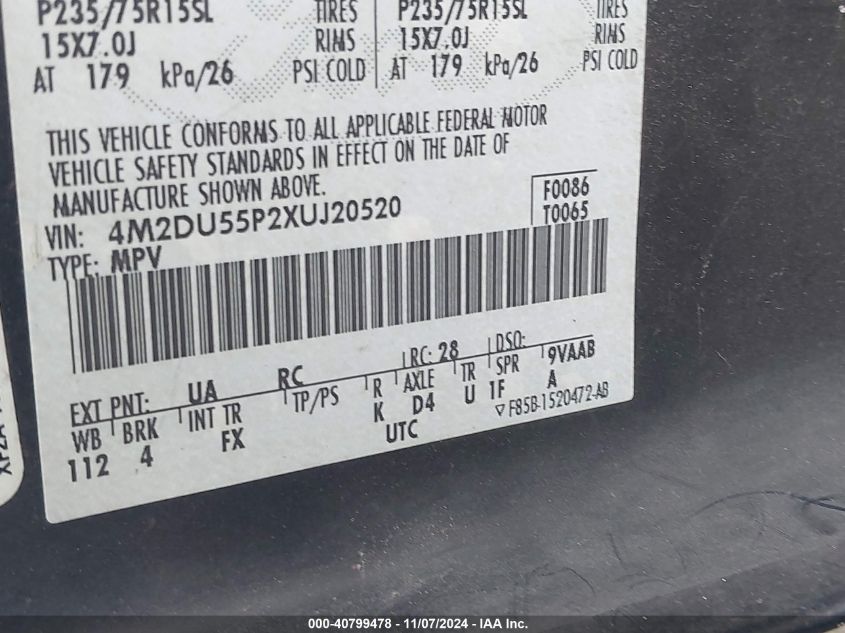 P235/75R15SL TIRES P235/75R15SL TIRES
15X7.0J RIMS 15X7.0J RIMS
AT 179 kPa/26 PSI COLD AT 179 kPa/26 PSI COLD
THIS VEHICLE CONFORMS TO ALL APPLICABLE FEDERAL MOTOR
VEHICLE SAFETY STANDARDS IN EFFECT ON THE DATE OF
MANUFACTURE SHOWN ABOVE.
F0086
T0065
VIN: 4M2DU55P2XUJ20520
TYPE: MPV
EXT PNT: UA RC RC: 28 DSO:
WB BRK INT TR TP/PS R AXLE TR SPR 9VAAB
112 4 FX K D4 U 1F A
UTC ▽F85B-1520472-AB
000-40799478 - 11/07/2024 - IAA Inc.